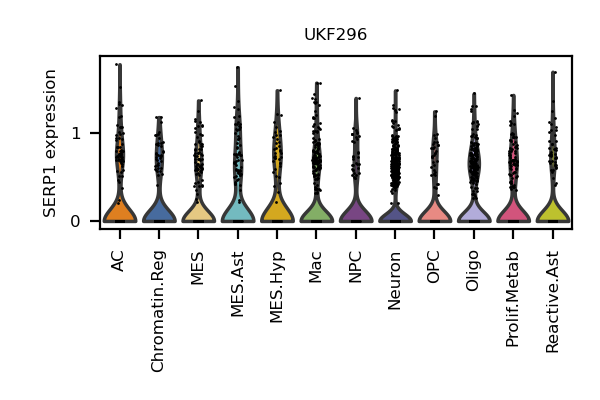 UKF296
SERP1 expression
1
0
AC
Chromatin.Reg
MES
MES.Ast
MES.Hyp
Mac
NPC
Neuron
OPC
Oligo
Prolif.Metab
Reactive.Ast